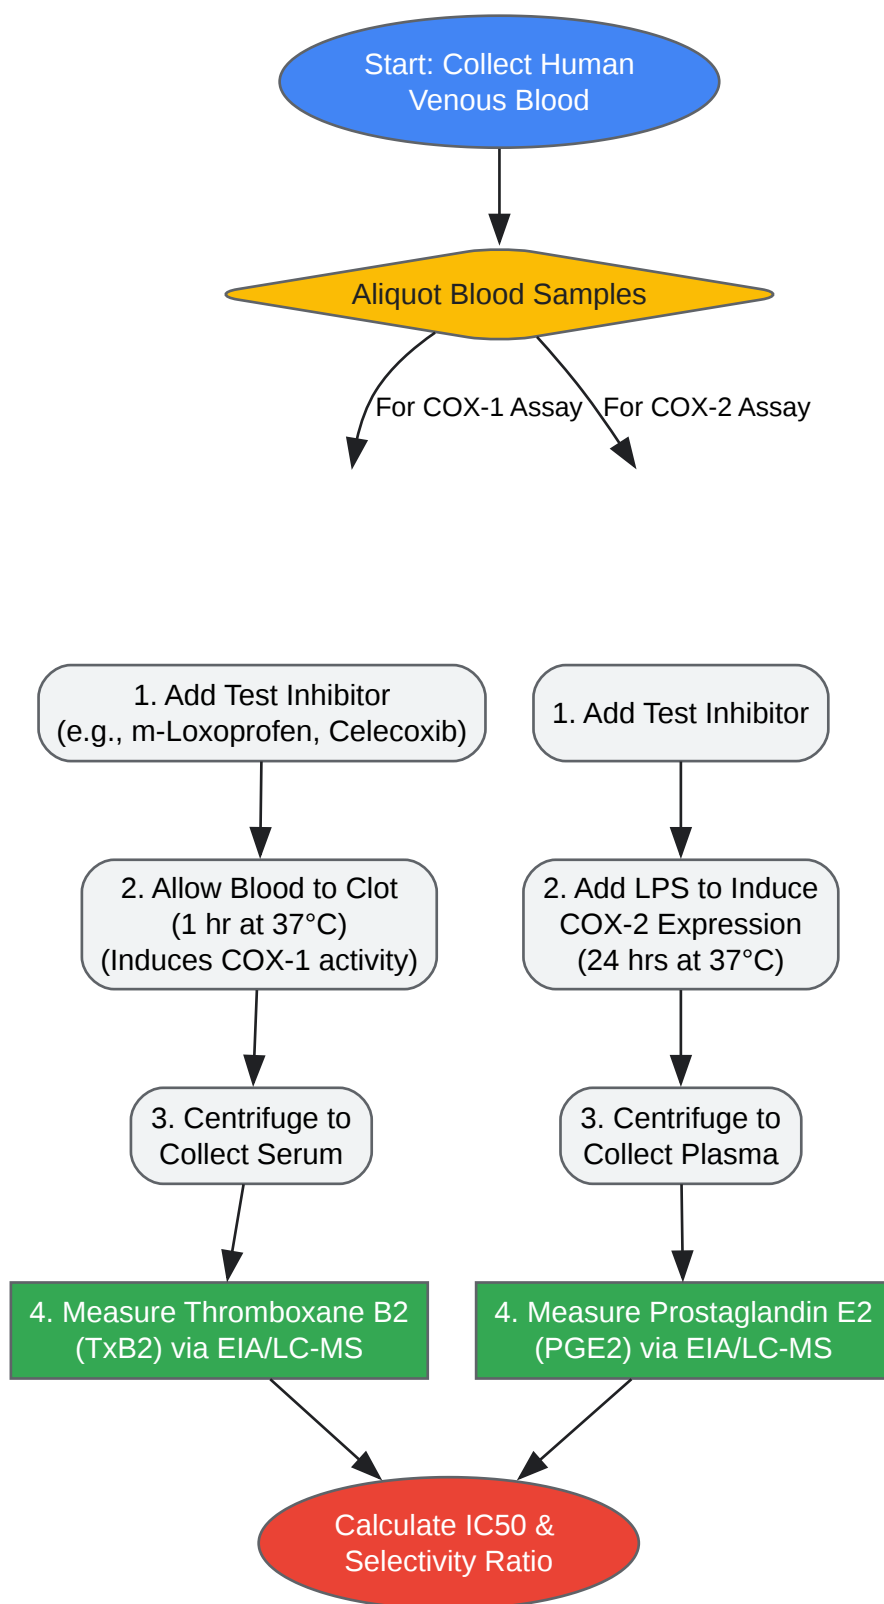 Start: Collect Human
Venous Blood
Aliquot Blood Samples
For COX-1 Assay
For COX-2 Assay
1. Add Test Inhibitor
(e.g., m-Loxoprofen, Celecoxib)
1. Add Test Inhibitor
2. Allow Blood to Clot
(1 hr at 37°C)
(Induces COX-1 activity)
2. Add LPS to Induce
COX-2 Expression
(24 hrs at 37°C)
3. Centrifuge to
Collect Serum
3. Centrifuge to
Collect Plasma
4. Measure Thromboxane B2
(TxB2) via EIA/LC-MS
4. Measure Prostaglandin E2
(PGE2) via EIA/LC-MS
Calculate IC50 &
Selectivity Ratio